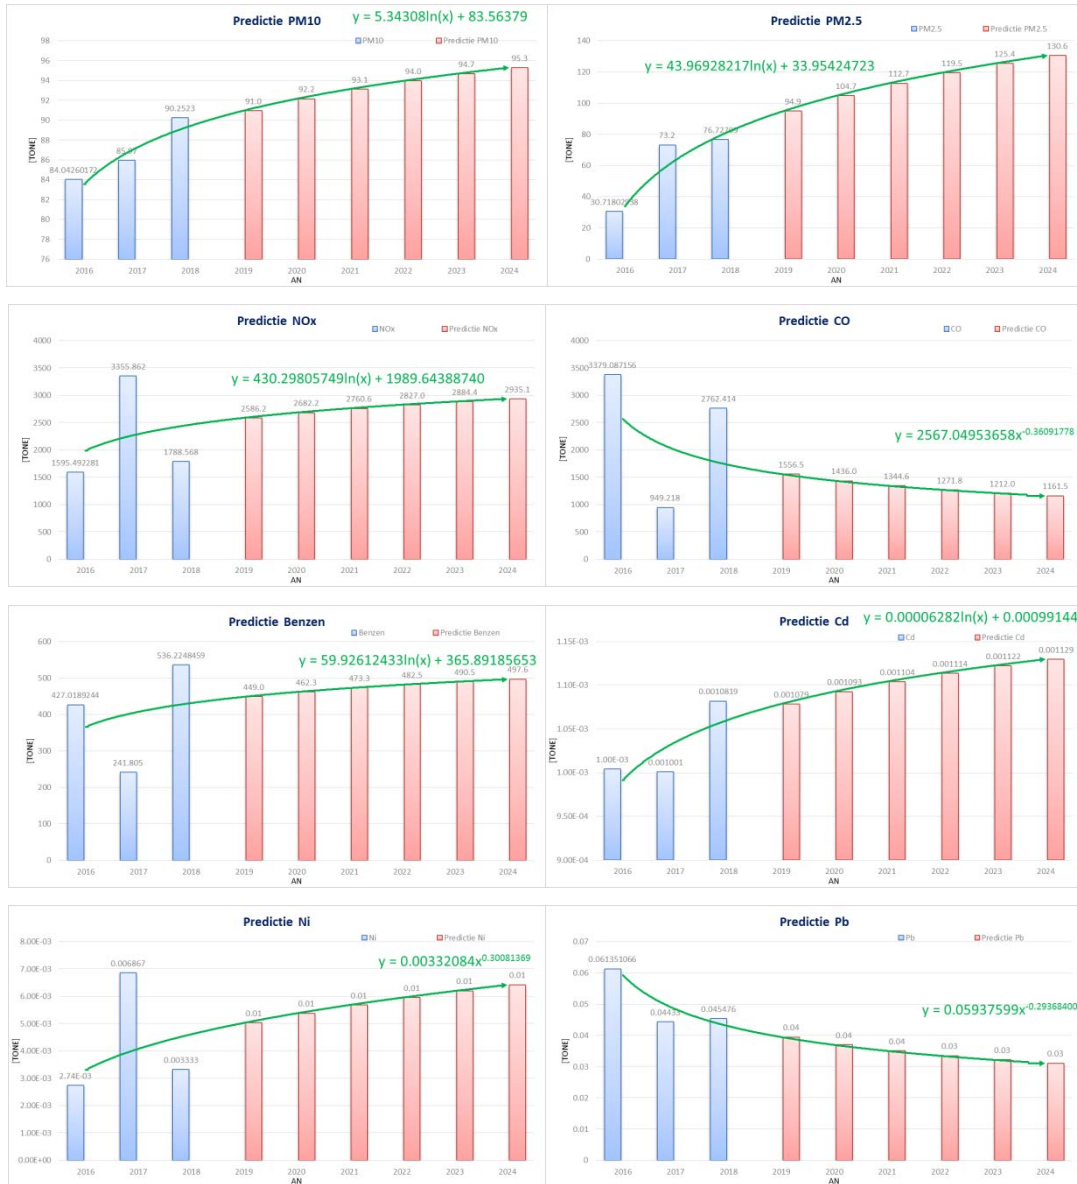 Predictie PM10
y = 5.34308ln(x) + 83.56379
PM10 Predictie PM10
98
96
94
92
90
88
86
84
82
80
78
76
[TONE]
84.04260172
90.2523
91.0
92.2
93.1
94.0
94.7
95.3
2016 2017 2018 2019 2020 2021 2022 2023 2024
AN
Predictie PM2.5
PM2.5 Predictie PM2.5
y = 43.96928217ln(x) + 33.95424723
140
120
100
80
60
40
20
0
[TONE]
73.2
94.9
104.7
112.7
119.5
125.4
130.6
2016 2017 2018 2019 2020 2021 2022 2023 2024
AN
Predictie NOx
NOx Predictie NOx
y = 430.29805749ln(x) + 1989.64388740
4000
3500
3000
2500
2000
1500
1000
500
0
[TONE]
1595.492281
3355.862
1788.568
2586.2
2682.2
2760.6
2827.0
2884.4
2935.1
2016 2017 2018 2019 2020 2021 2022 2023 2024
AN
Predictie CO
CO Predictie CO
y = 2567.04953658x^-0.36091778
4000
3500
3000
2500
2000
1500
1000
500
0
[TONE]
3379.087156
949.218
2762.414
1556.5
1436.0
1344.6
1271.8
1212.0
1161.5
2016 2017 2018 2019 2020 2021 2022 2023 2024
AN
Predictie Benzen
Benzen Predictie Benzen
y = 59.92612433ln(x) + 365.89185653
600
500
400
300
200
100
0
[TONE]
427.0189244
241.805
536.2248459
449.0
462.3
473.3
482.5
490.5
497.6
2016 2017 2018 2019 2020 2021 2022 2023 2024
AN
Predictie Cd
y = 0.00006282ln(x) + 0.00099144
Cd Predictie Cd
1.15E-03
1.10E-03
1.05E-03
1.00E-03
9.50E-04
9.00E-04
[TONE]
1.00E-03
0.001001
0.0010819
0.001079
0.001093
0.001104
0.001114
0.001122
0.001129
2016 2017 2018 2019 2020 2021 2022 2023 2024
AN
Predictie Ni
Ni Predictie Ni
y = 0.00332084x^0.30081369
8.00E-03
7.00E-03
6.00E-03
5.00E-03
4.00E-03
3.00E-03
2.00E-03
1.00E-03
0.00E+00
[TONE]
2.74E-03
0.006867
0.003333
0.01
0.01
0.01
0.01
0.01
0.01
2016 2017 2018 2019 2020 2021 2022 2023 2024
AN
Predictie Pb
Pb Predictie Pb
y = 0.05937599x^-0.29368400
0.07
0.06
0.05
0.04
0.03
0.02
0.01
0
[TONE]
0.061351066
0.045476
0.04
0.04
0.04
0.03
0.03
0.03
2016 2017 2018 2019 2020 2021 2022 2023 2024
AN